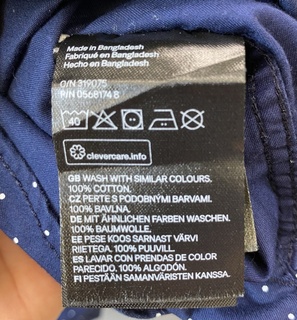 Made in Bangladesh
Fabriqué en Bangladesh
Hecho en Bangladesh
O/N 319075
P/N 0568174 8
40
clevercare.info
GB WASH WITH SIMILAR COLOURS.
100% COTTON.
CZ PERTE S PODOBNÝMI BARVAMI.
100% BAVLNA.
DE MIT ÄHNLICHEN FARBEN WASCHEN.
100% BAUMWOLLE.
EE PESE KOOS SARNAST VÄRVI
RIIETEGA. 100% PUUVILL.
ES LAVAR CON PRENDAS DE COLOR
PARECIDO. 100% ALGODÓN.
FI PESTÄÄN SAMANVÄRISTEN KANSSA.